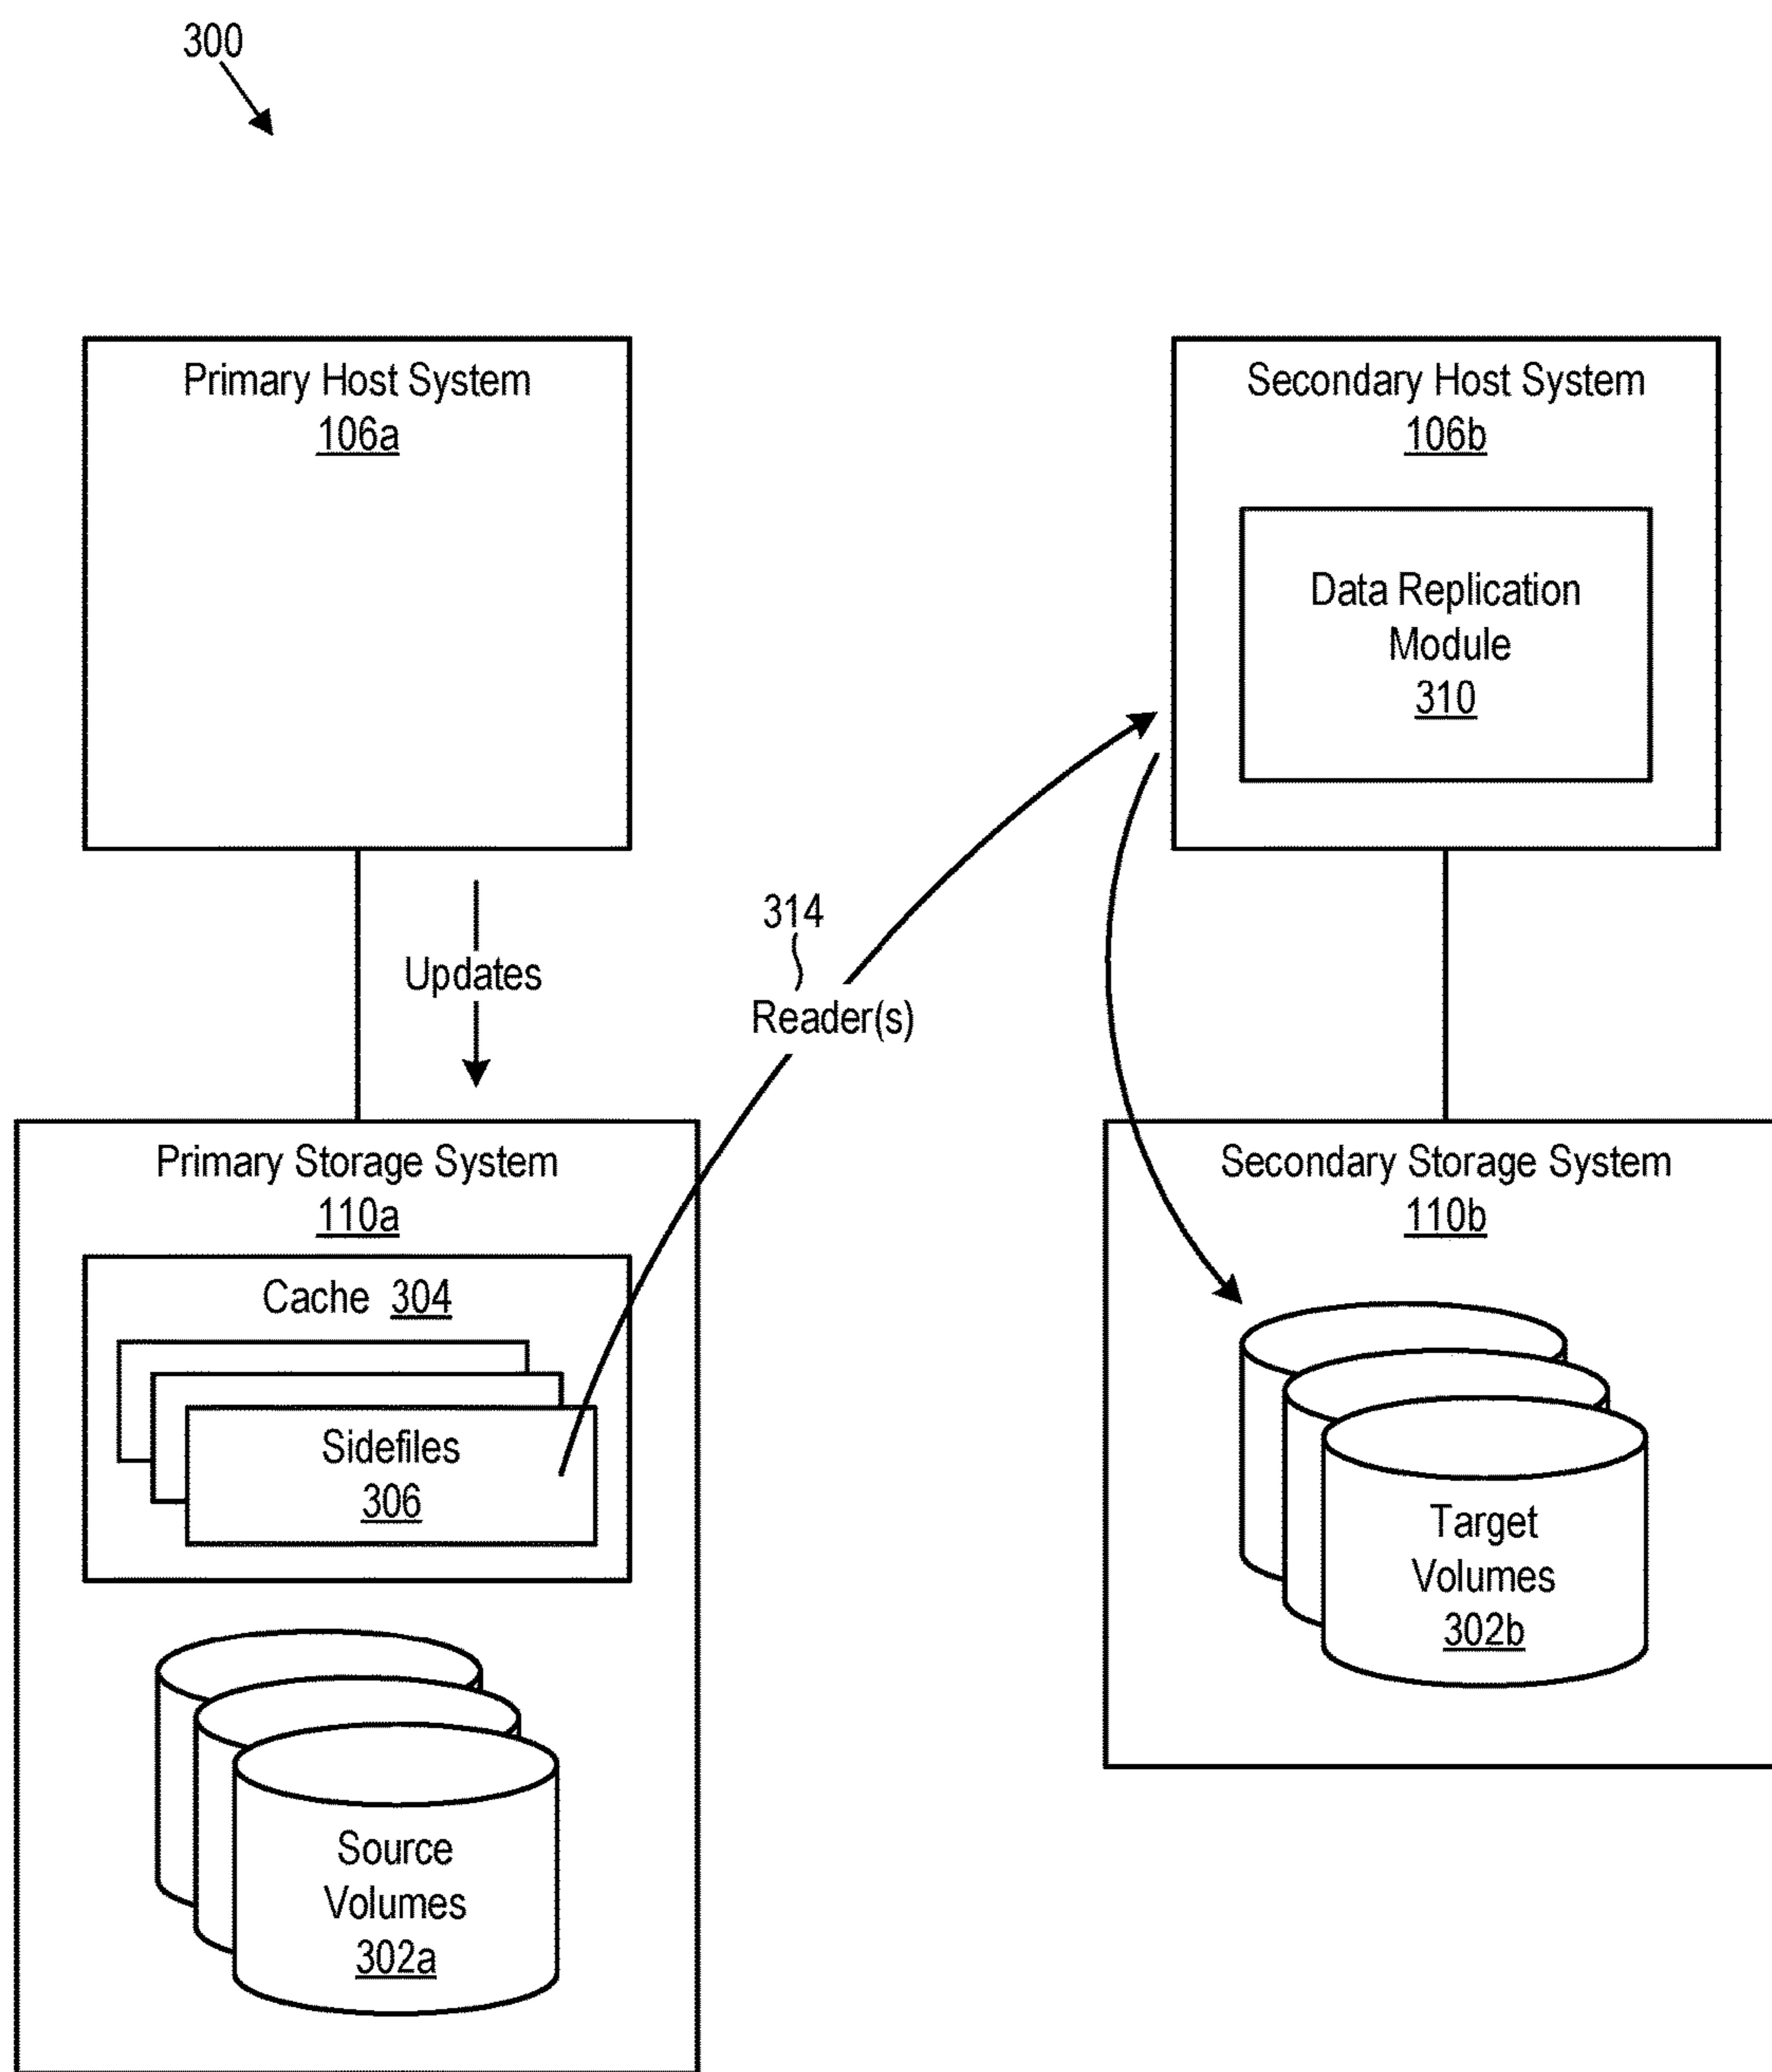 300
Primary Host System
106a
Secondary Host System
106b
Data Replication
Module
310
314
Updates
Reader(s)
Primary Storage System
110a
Cache 304
Sidefiles
306
Source
Volumes
302a
Secondary Storage System
110b
Target
Volumes
302b